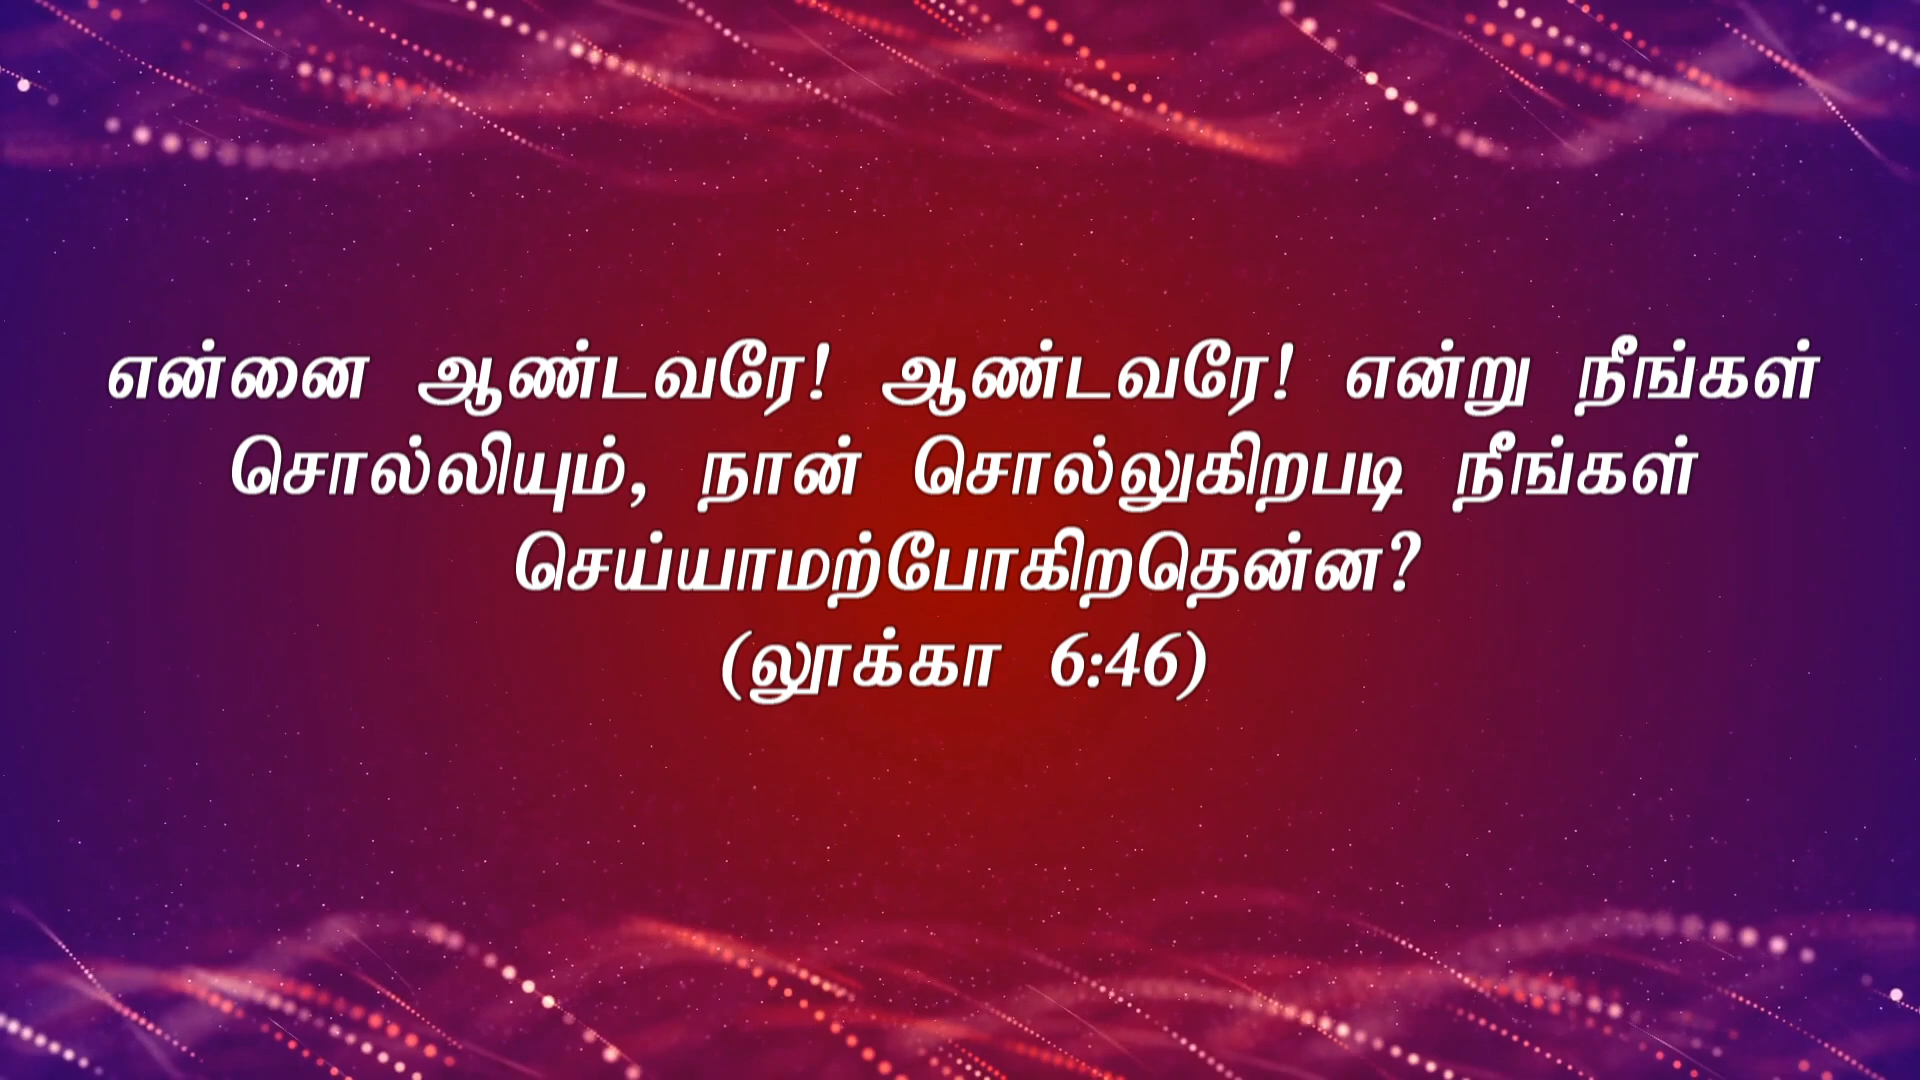 என்னை ஆண்டவரே! ஆண்டவரே! என்று நீங்கள்
சொல்லியும், நான் சொல்லுகிறபடி நீங்கள்
செய்யாமற்போகிறதென்ன?
(லூக்கா 6:46)